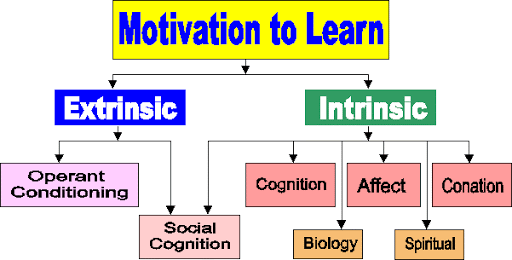 Motivation to Learn
Extrinsic
Intrinsic
Operant
Conditioning
Cognition
Affect
Conation
Social
Cognition
Biology
Spiritual